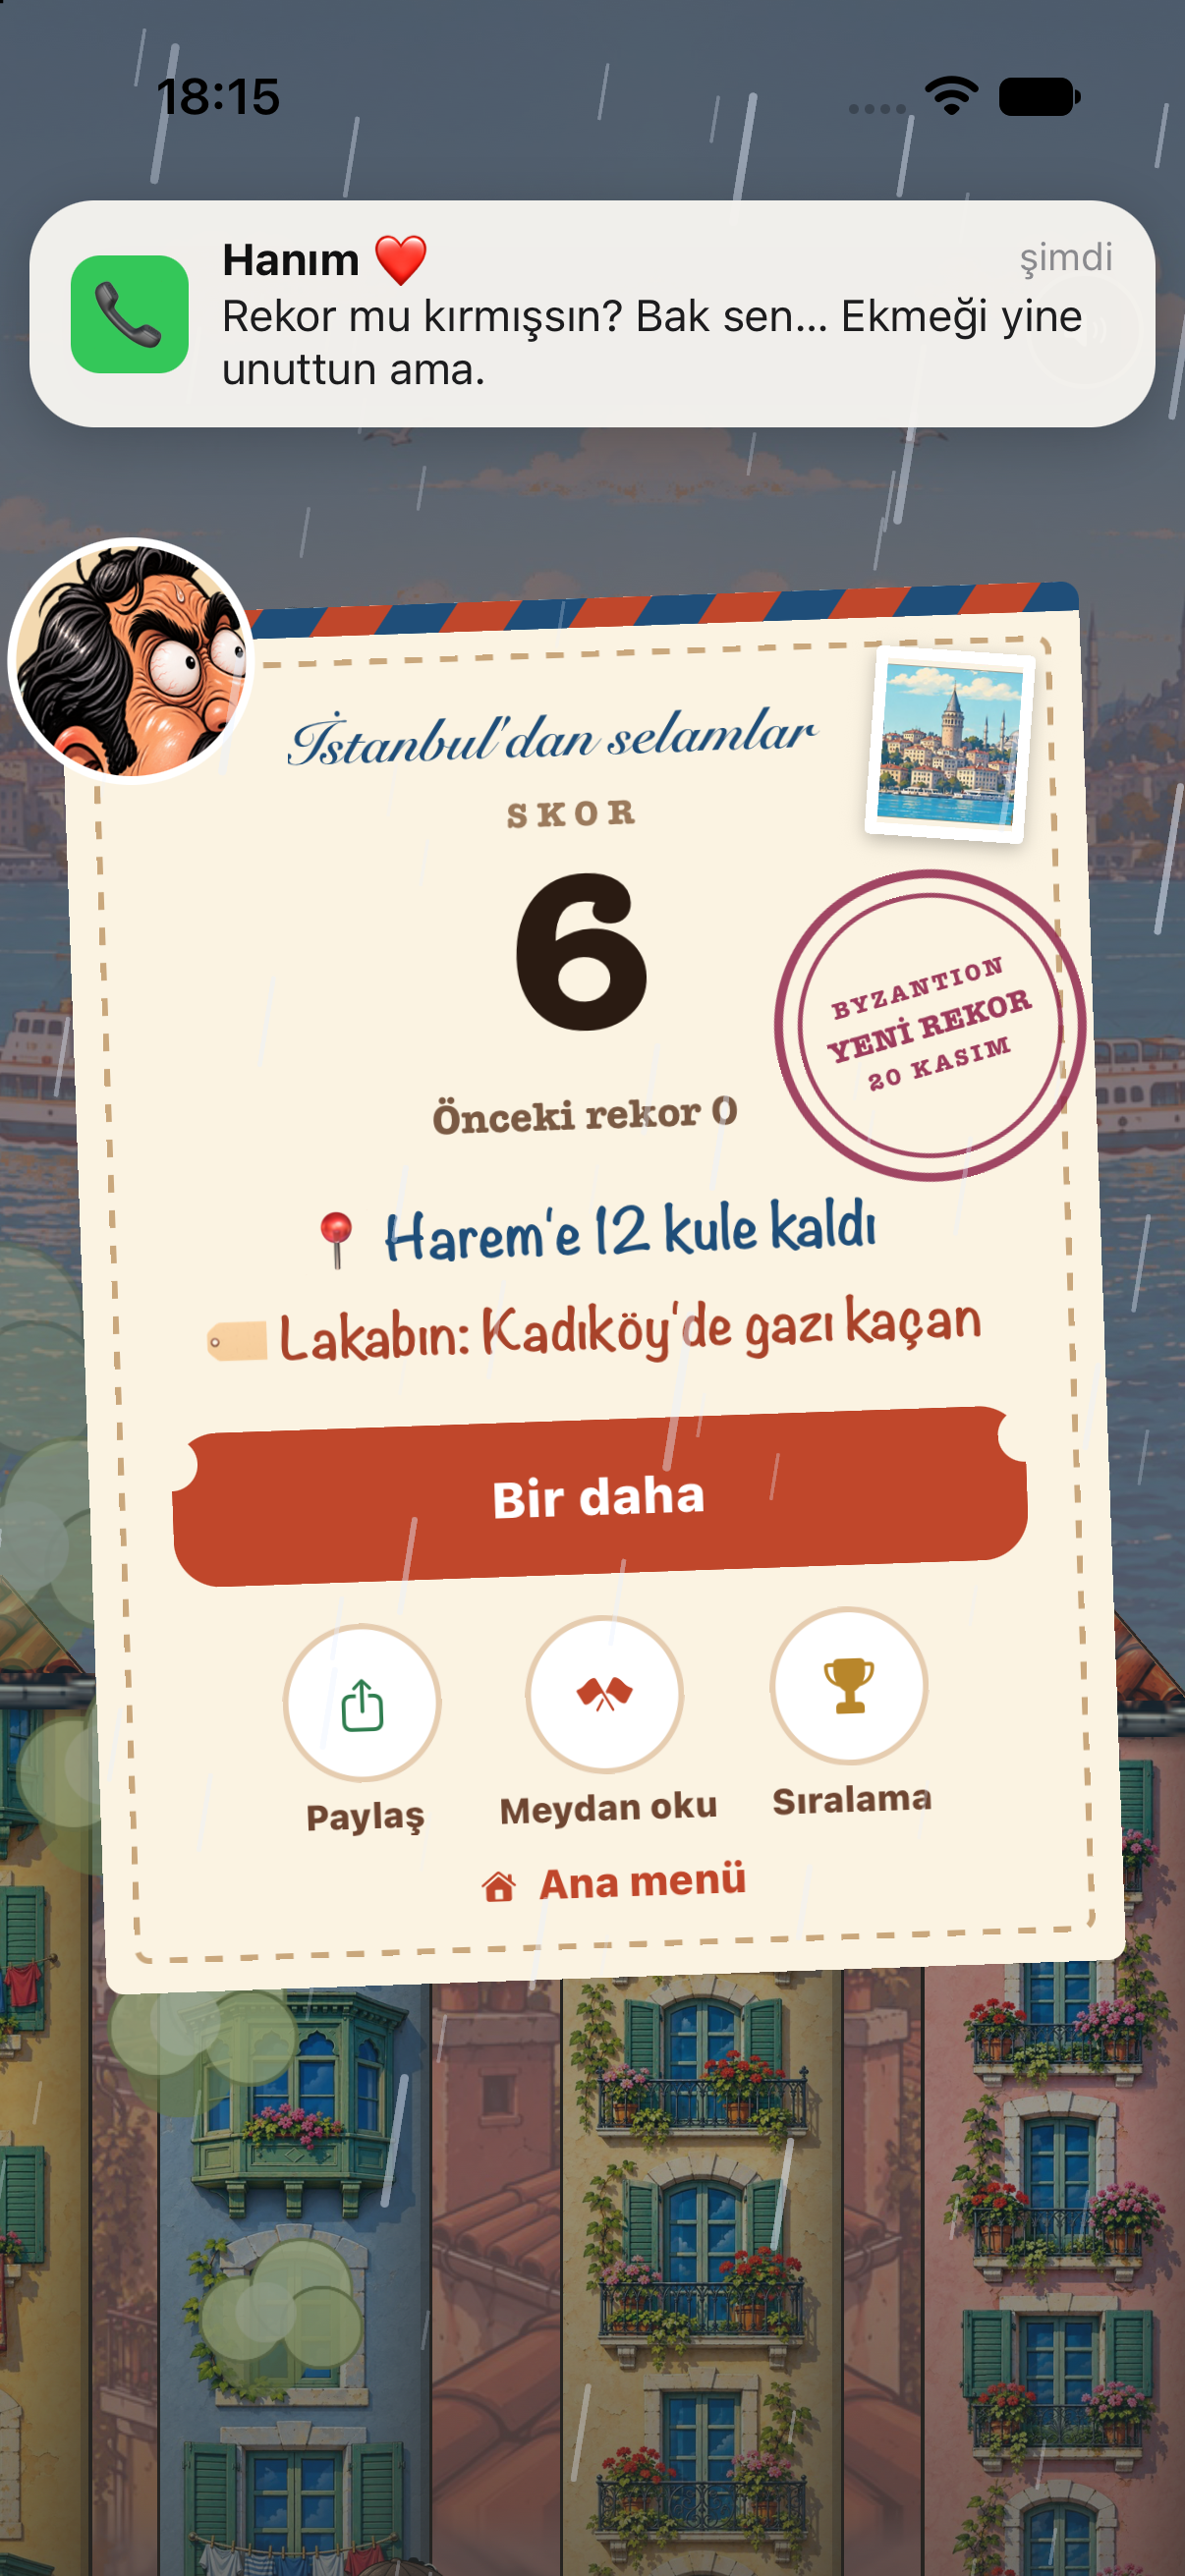 18:15
Hanım ❤️
şimdi
Rekor mu kırmışsın? Bak sen... Ekmeği yine
unuttun ama.
İstanbul'dan selamlar
SKOR
6
BYZANTION
YENİ REKOR
20 KASIM
Önceki rekor 0
📍 Harem'e 12 kule kaldı
🏷️ Lakabın: Kadıköy'de gazı kaçan
Bir daha
Paylaş
Meydan oku
Sıralama
Ana menü